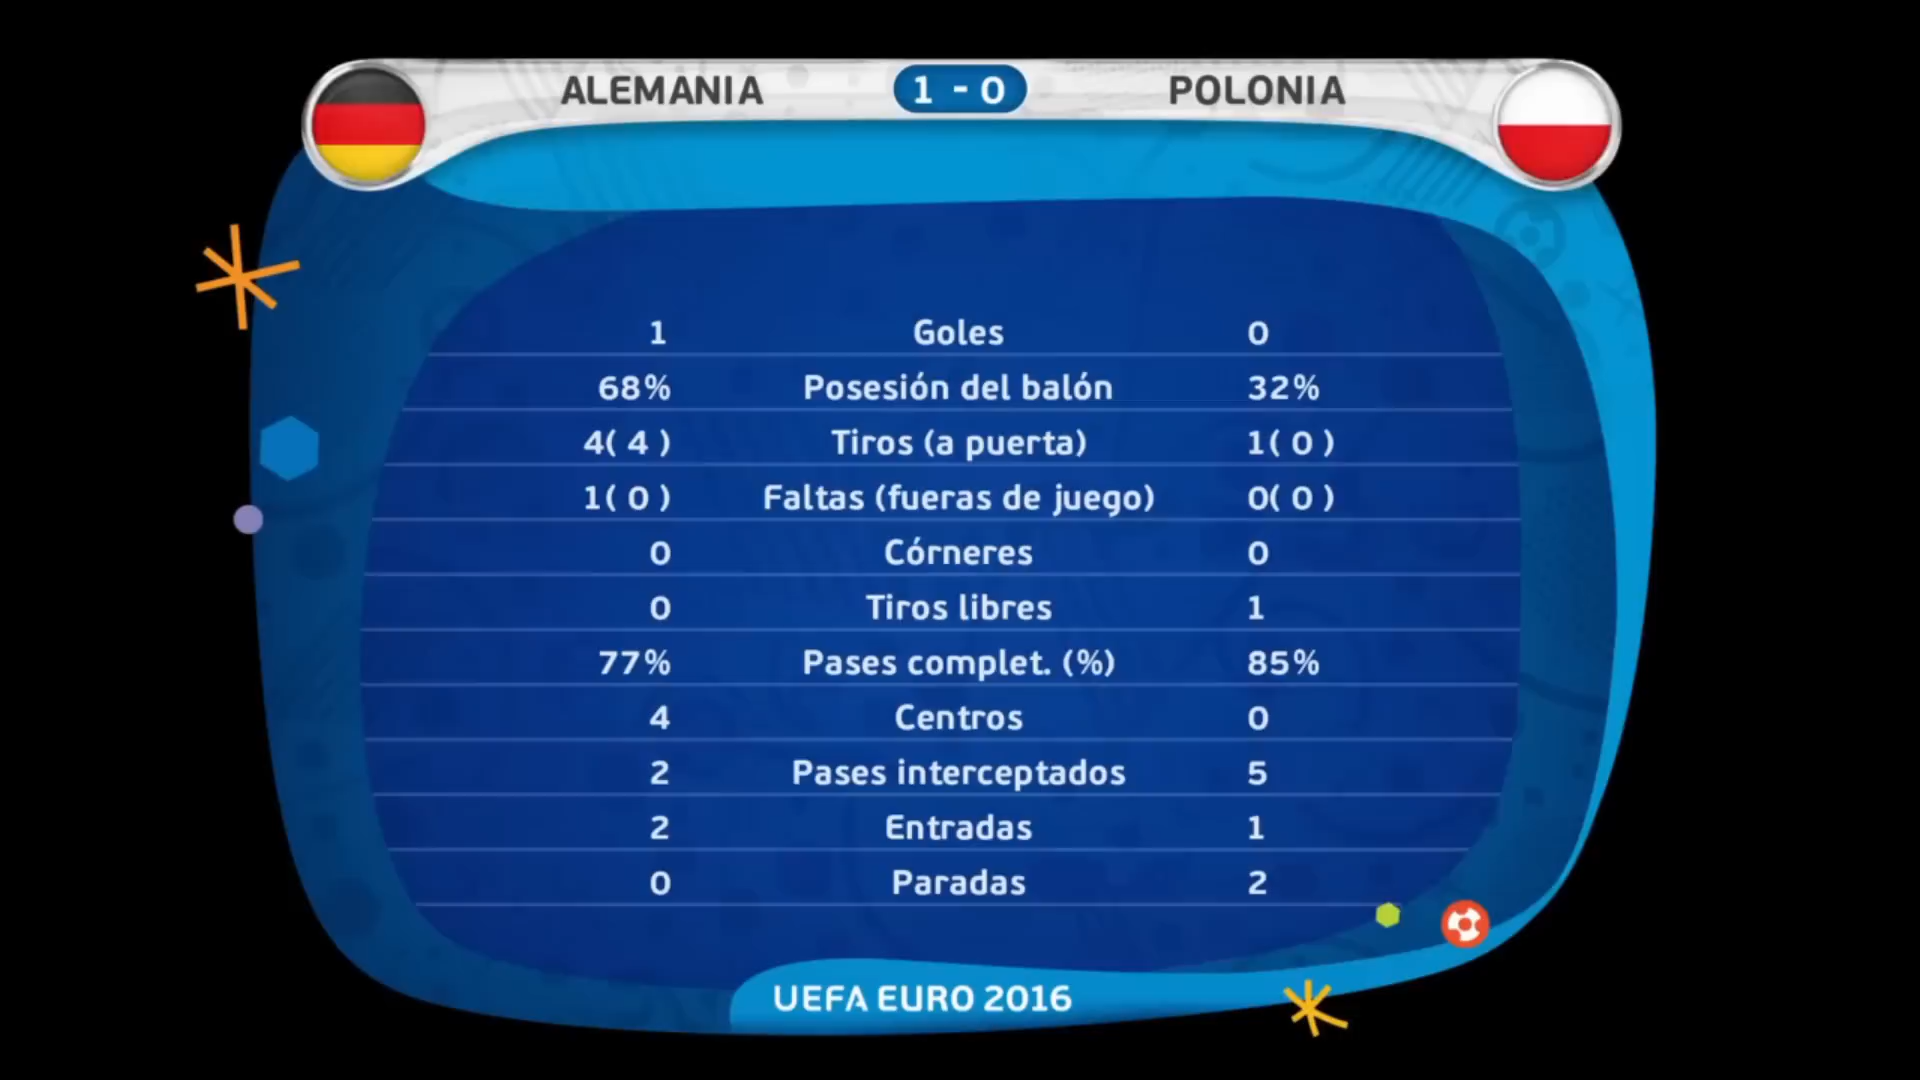 ALEMANIA 1 - 0 POLONIA
1 Goles 0
68% Posesión del balón 32%
4( 4 ) Tiros (a puerta) 1( 0 )
1( 0 ) Faltas (fueras de juego) 0( 0 )
0 Córneres 0
0 Tiros libres 1
77% Pases complet. (%) 85%
4 Centros 0
2 Pases interceptados 5
2 Entradas 1
0 Paradas 2
UEFA EURO 2016